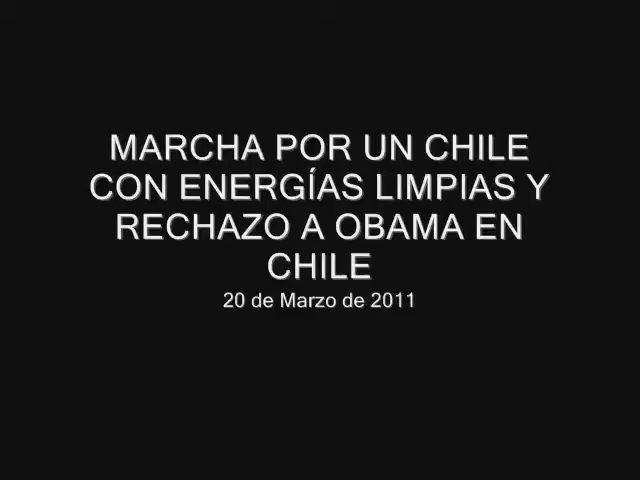 MARCHA POR UN CHILE
CON ENERGÍAS LIMPIAS Y
RECHAZO A OBAMA EN
CHILE
20 de Marzo de 2011